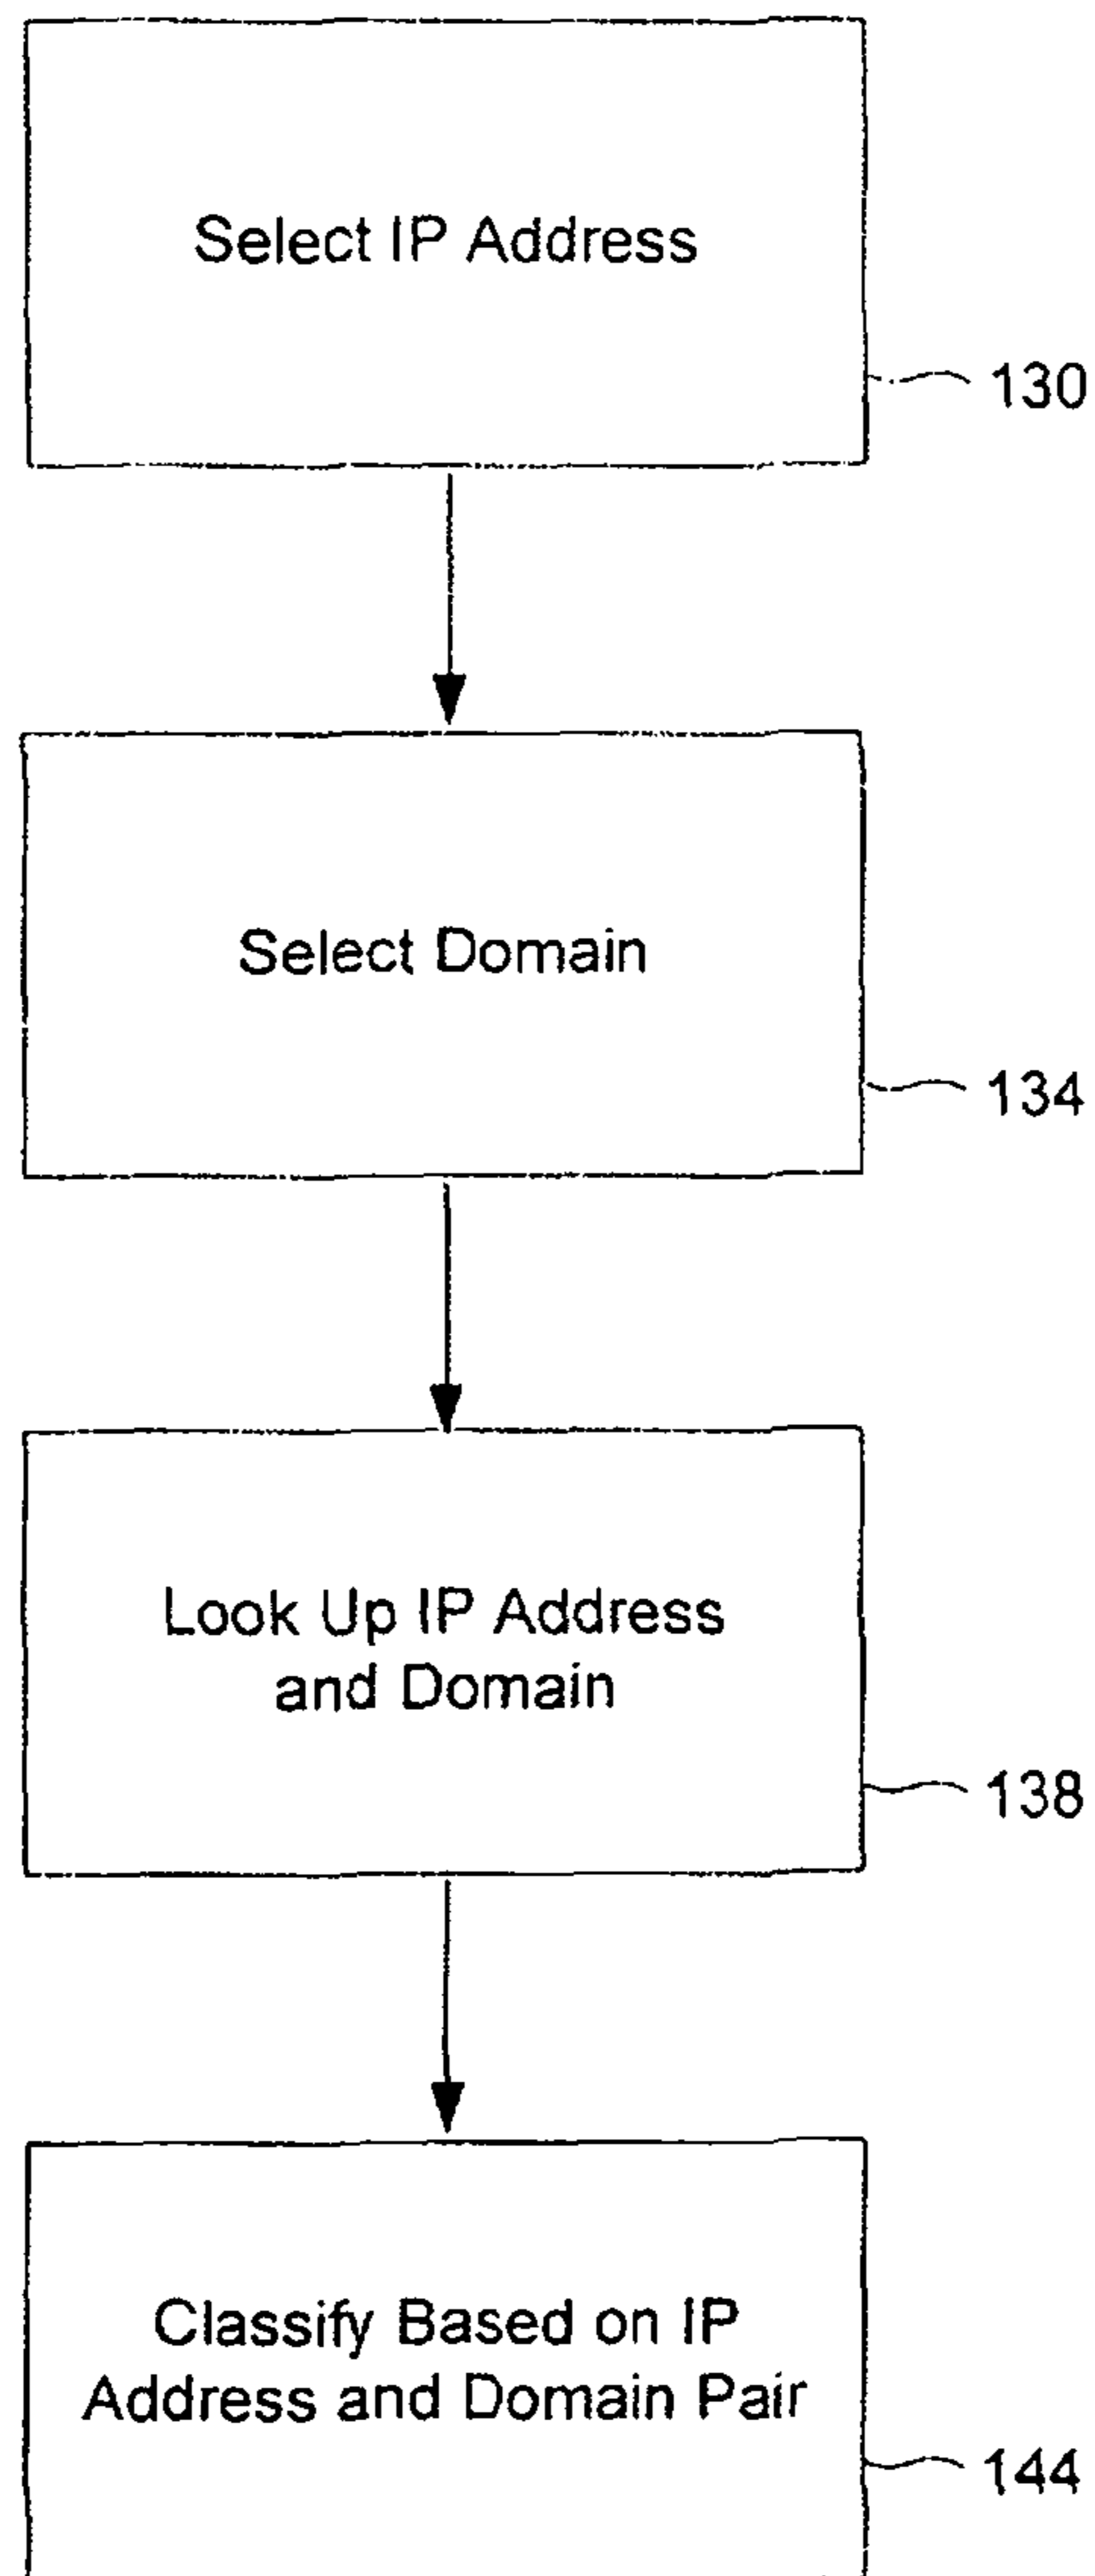 Select IP Address
130
Select Domain
134
Look Up IP Address
and Domain
138
Classify Based on IP
Address and Domain Pair
144